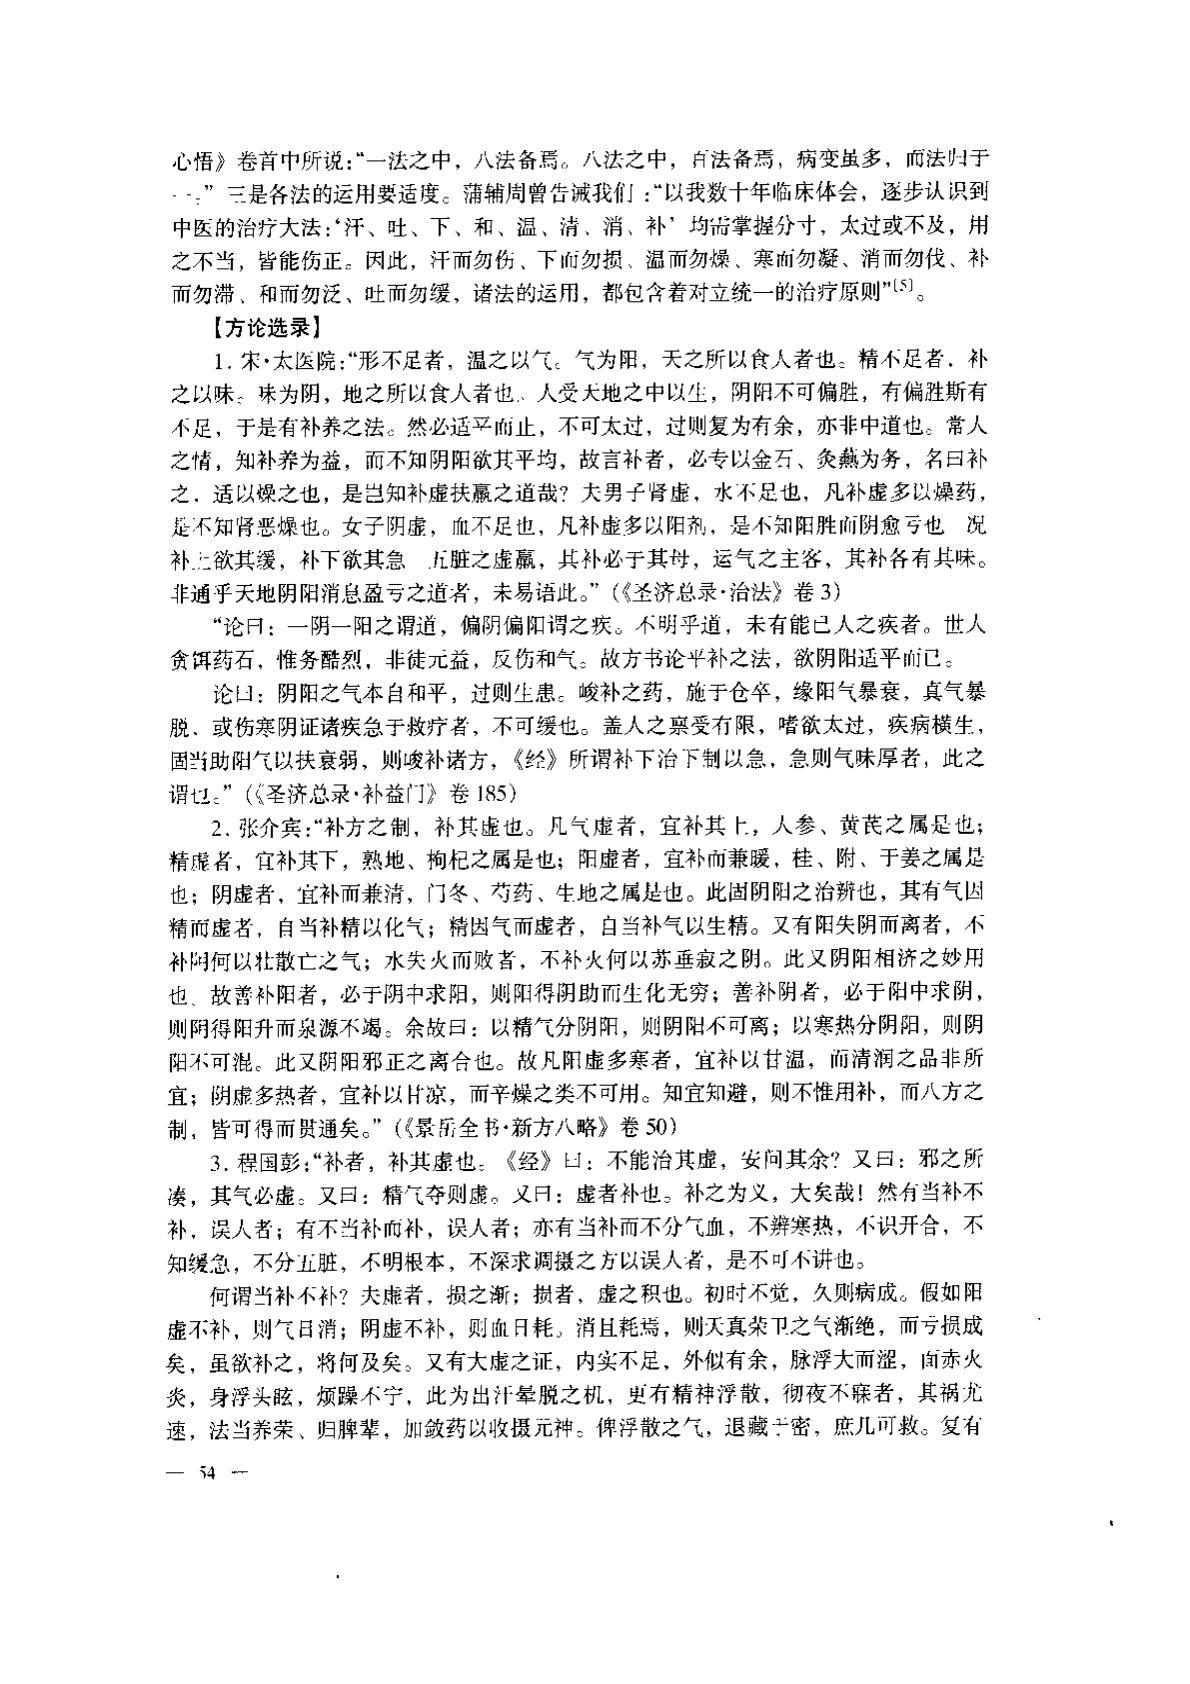 心悟》卷首中所说：“一法之中，八法备焉。八法之中，百法备焉，病变虽多，而法归于
一。”三是各法的运用要适度。蒲辅周曾告诫我们：“以我数十年临床体会，逐步认识到
中医的治疗大法：‘汗、吐、下、和、温、清、消、补’均需掌握分寸，太过或不及，用
之不当，皆能伤正。因此，汗而勿伤、下而勿损、温而勿燥、寒而勿凝、消而勿伐、补
而勿滞、和而勿泛、吐而勿缓，诸法的运用，都包含着对立统一的治疗原则”[5]。
【方论选录】
1. 宋·太医院：“形不足者，温之以气。气为阳，天之所以食人者也。精不足者，补
之以味。味为阴，地之所以食人者也。人受天地之中以生，阴阳不可偏胜，有偏胜斯有
不足，于是有补养之法。然必适平而止，不可太过，过则复为有余，亦非中道也。常人
之情，知补养为益，而不知阴阳欲其平均，故言补者，必专以金石、灸焫为务，名曰补
之，适以燥之也，是岂知补虚扶羸之道哉？夫男子肾虚，水不足也，凡补虚多以燥药，
是不知肾恶燥也。女子阴虚，血不足也，凡补虚多以阳剂，是不知阳胜而阴愈亏也 况
补上欲其缓，补下欲其急 五脏之虚羸，其补必于其母，运气之主客，其补各有其味。
非通乎天地阴阳消息盈亏之道者，未易语此。”（《圣济总录·治法》卷 3）
“论曰：一阴一阳之谓道，偏阴偏阳谓之疾。不明乎道，未有能已人之疾者。世人
贪饵药石，惟务酷烈，非徒元益，反伤和气。故方书论平补之法，欲阴阳适平而已。
论曰：阴阳之气本自和平，过则生患。峻补之药，施于仓卒，缘阳气暴衰，真气暴
脱，或伤寒阴证诸疾急于救疗者，不可缓也。盖人之禀受有限，嗜欲太过，疾病横生，
固当助阳气以扶衰弱，则峻补诸方，《经》所谓补下治下制以急，急则气味厚者，此之
谓也。”（《圣济总录·补益门》卷 185）
2. 张介宾：“补方之制，补其虚也。凡气虚者，宜补其上，人参、黄芪之属是也；
精虚者，宜补其下，熟地、枸杞之属是也；阳虚者，宜补而兼暖，桂、附、干姜之属是
也；阴虚者，宜补而兼清，门冬、芍药、生地之属是也。此固阴阳之治辨也，其有气因
精而虚者，自当补精以化气；精因气而虚者，自当补气以生精。又有阳失阴而离者，不
补阴何以壮散亡之气；水失火而败者，不补火何以苏垂寂之阴。此又阴阳相济之妙用
也 故善补阳者，必于阴中求阳，则阳得阴助而生化无穷；善补阴者，必于阳中求阴，
则阴得阳升而泉源不竭。余故曰：以精气分阴阳，则阴阳不可离；以寒热分阴阳，则阴
阳不可混。此又阴阳邪正之离合也。故凡阳虚多寒者，宜补以甘温，而清润之品非所
宜；阴虚多热者，宜补以甘凉，而辛燥之类不可用。知宜知避，则不惟用补，而八方之
制，皆可得而贯通矣。”（《景岳全书·新方八略》卷 50）
3. 程国彭：“补者，补其虚也。《经》曰：不能治其虚，安问其余？又曰：邪之所
凑，其气必虚。又曰：精气夺则虚。又曰：虚者补也。补之为义，大矣哉！然有当补不
补，误人者；有不当补而补，误人者；亦有当补而不分气血，不辨寒热，不识开合，不
知缓急，不分五脏，不明根本，不深求调摄之方以误人者，是不可不讲也。
何谓当补不补？夫虚者，损之渐；损者，虚之积也。初时不觉，久则病成。假如阳
虚不补，则气日消；阴虚不补，则血日耗。消且耗焉，则天真荣卫之气渐绝，而亏损成
矣，虽欲补之，将何及矣。又有大虚之证，内实不足，外似有余，脉浮大而涩，面赤火
炎，身浮头眩，烦躁不宁，此为出汗晕脱之机，更有精神浮散，彻夜不寐者，其祸尤
速，法当养荣、归脾辈，加敛药以收摄元神。俾浮散之气，退藏于密，庶几可救。复有
— 54 —